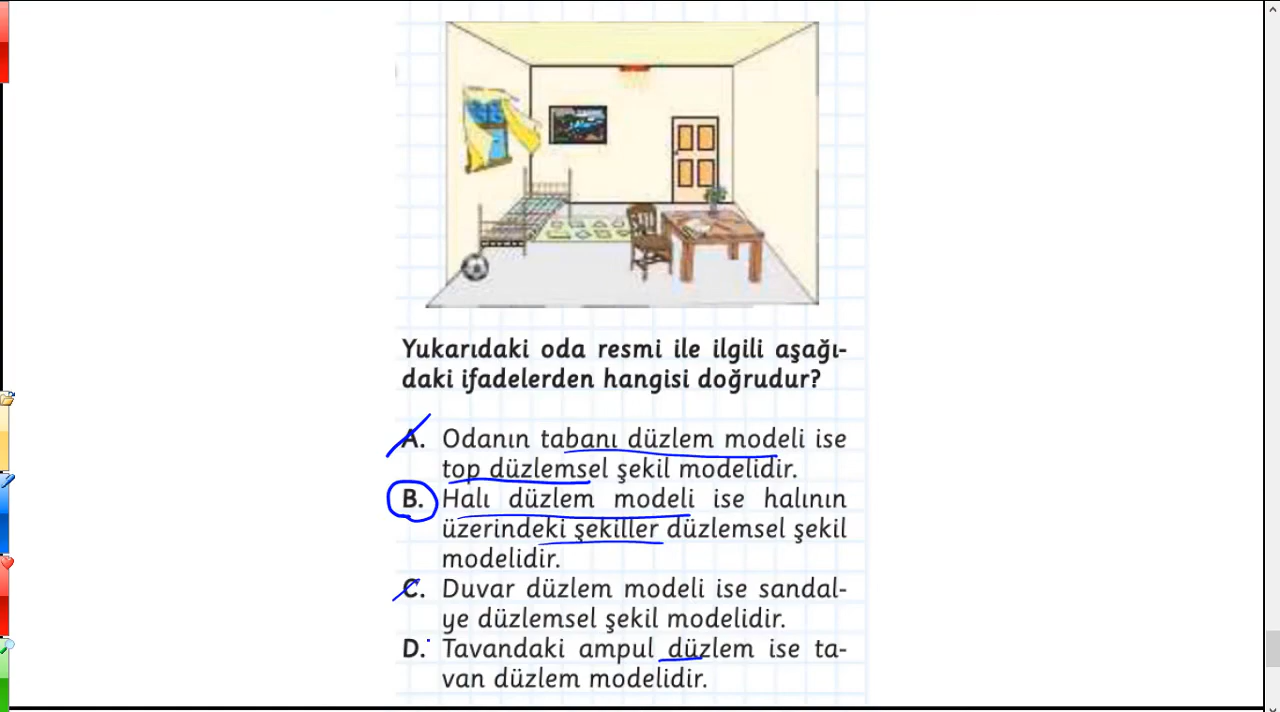 Yukarıdaki oda resmi ile ilgili aşağı-
daki ifadelerden hangisi doğrudur?
A. Odanın tabanı düzlem modeli ise
top düzlemsel şekil modelidir.
B. Halı düzlem modeli ise halının
üzerindeki şekiller düzlemsel şekil
modelidir.
C. Duvar düzlem modeli ise sandal-
ye düzlemsel şekil modelidir.
D. Tavandaki ampul düzlem ise ta-
van düzlem modelidir.